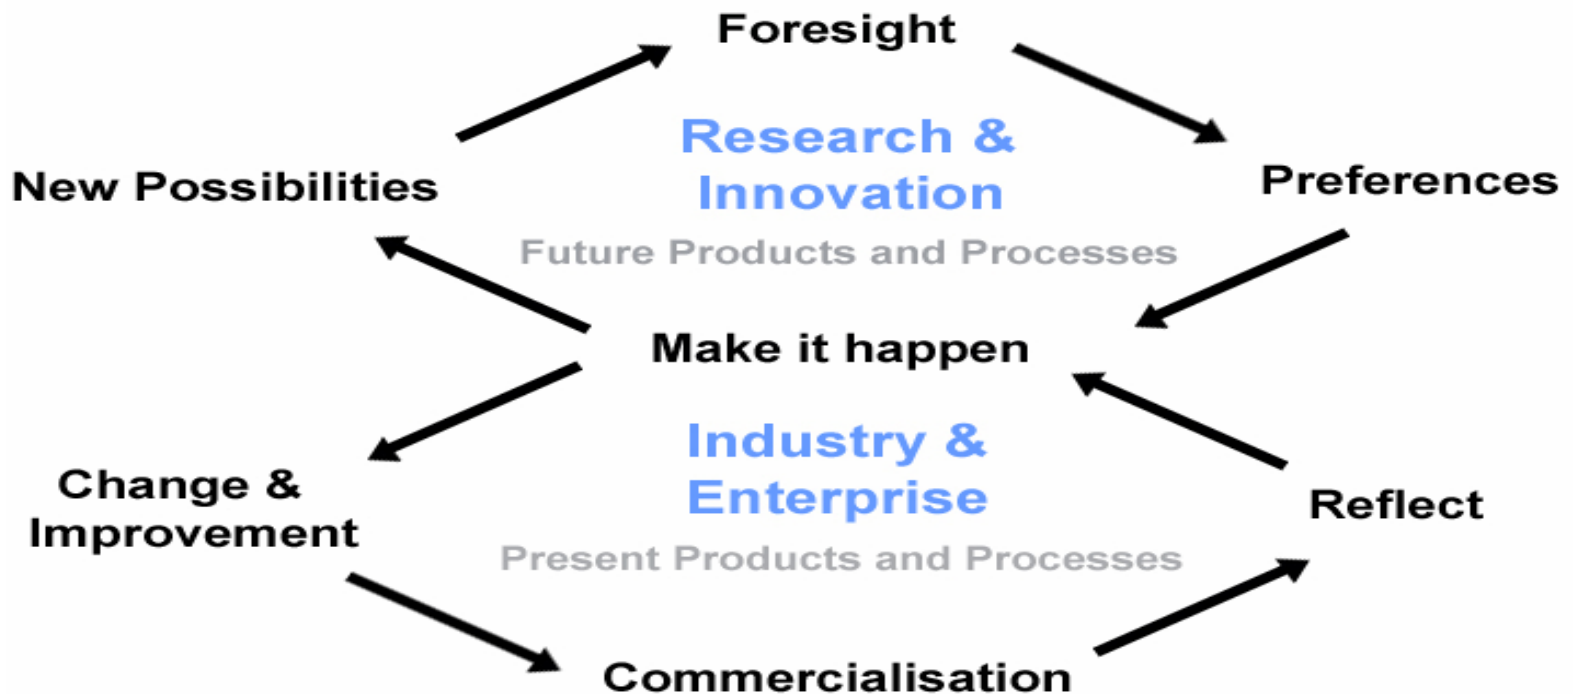 Foresight
Research &
Innovation
New Possibilities
Preferences
Future Products and Processes
Make it happen
Industry &
Enterprise
Change &
Improvement
Reflect
Present Products and Processes
Commercialisation